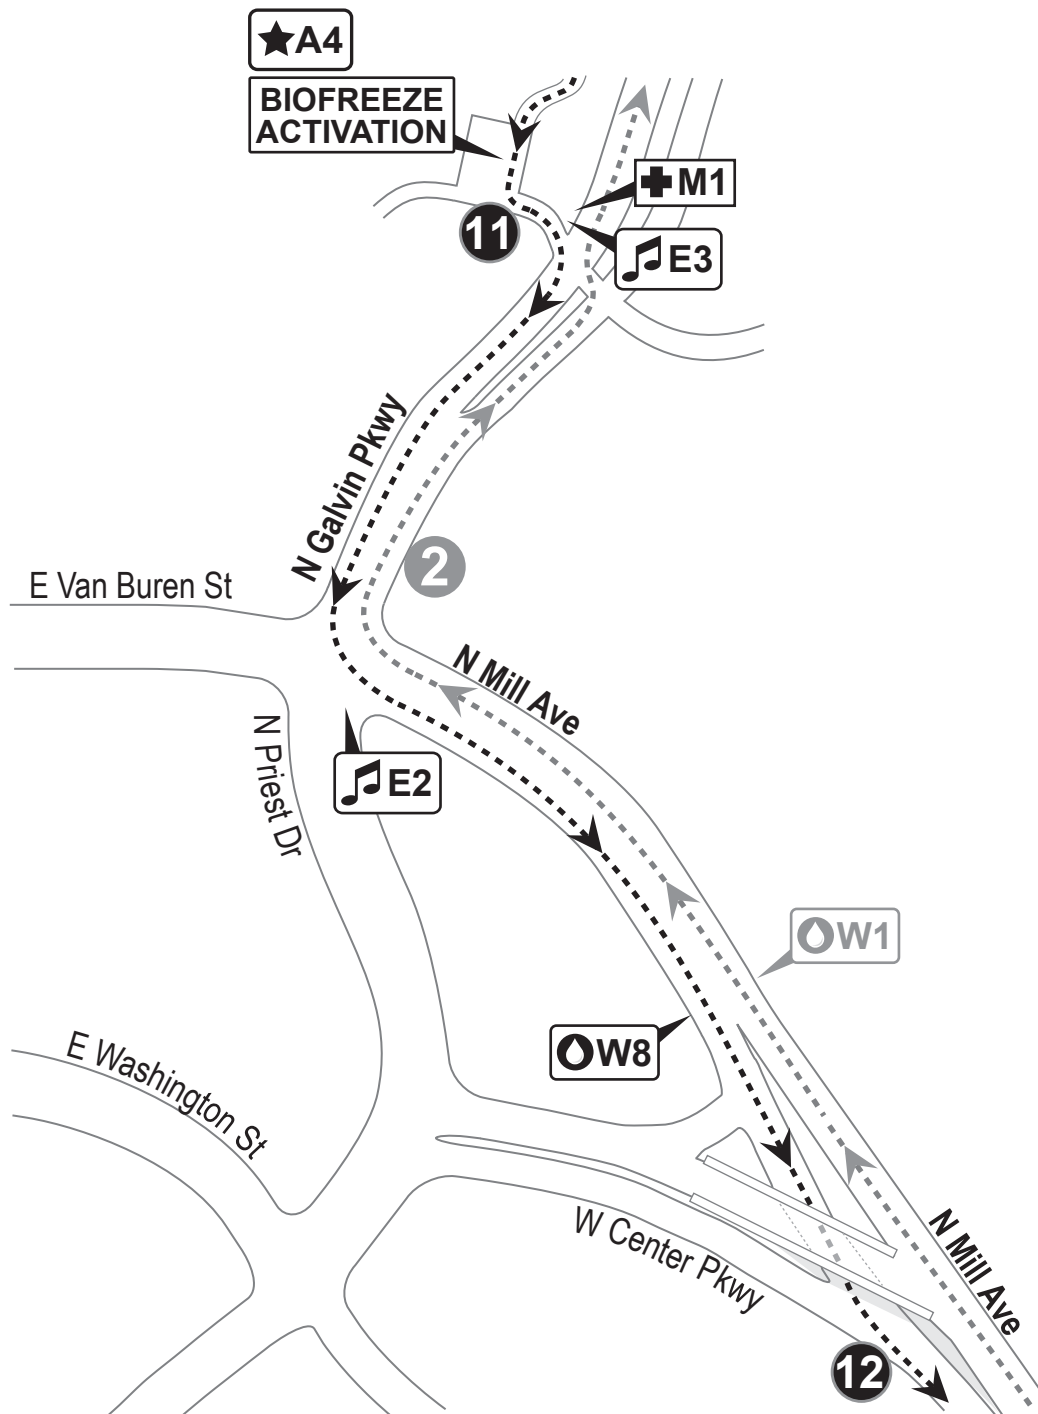 A4
BIOFREEZE
ACTIVATION
M1
11
E3
N Galvin Pkwy
2
E Van Buren St
N Mill Ave
N Priest Dr
E2
W1
W8
E Washington St
W Center Pkwy
N Mill Ave
12